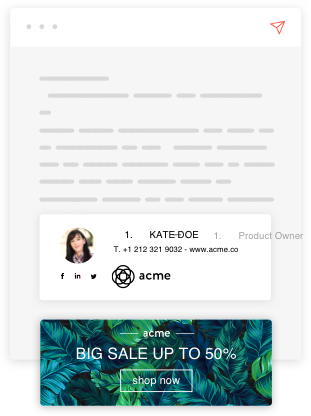 1. KATE DOE 1. Product Owner
T. +1 212 321 9032 - www.acme.co
f in
acme
acme
BIG SALE UP TO 50%
shop now